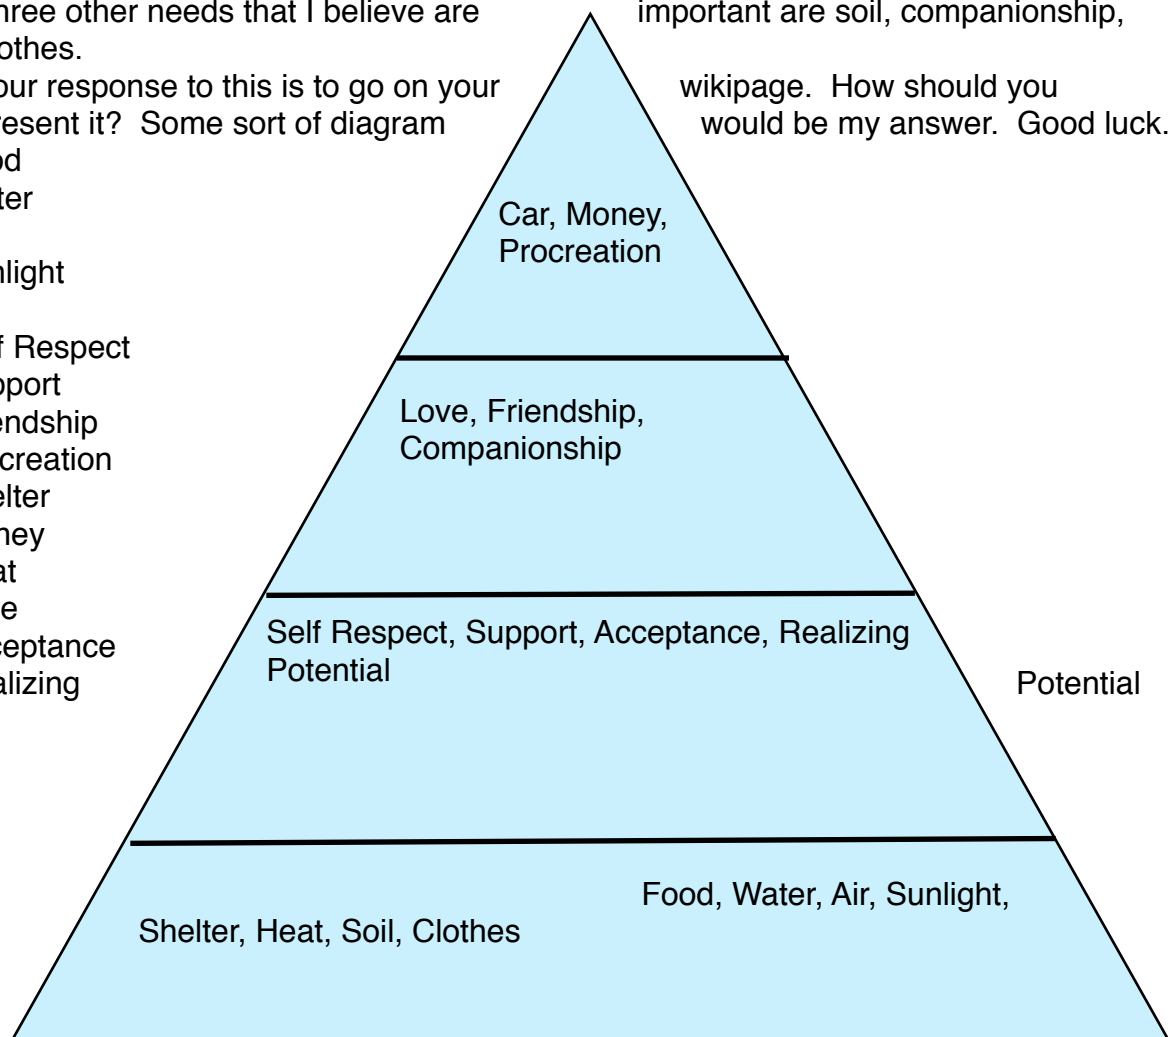 hree other needs that I believe are important are soil, companionship,
othes.
our response to this is to go on your wikipage. How should you
resent it? Some sort of diagram would be my answer. Good luck.
od
ter
nlight
f Respect
pport
endship
creation
elter
ney
at
e
ceptance
alizing Potential
Car, Money,
Procreation
Love, Friendship,
Companionship
Self Respect, Support, Acceptance, Realizing
Potential
Food, Water, Air, Sunlight,
Shelter, Heat, Soil, Clothes